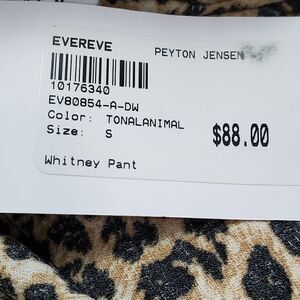 EVEREVE PEYTON JENSEN
10176340
EV80854-A-DW
Color: TONALANIMAL
Size: S
$88.00
Whitney Pant